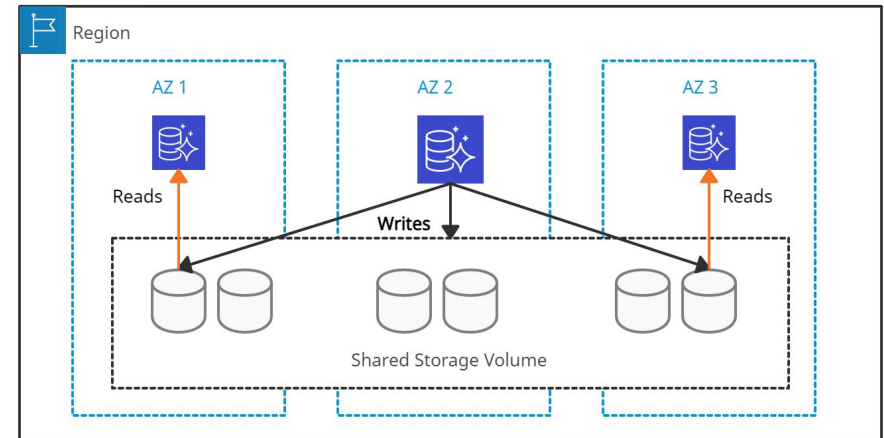 Region
AZ 1
AZ 2
AZ 3
Reads
Reads
Writes
Shared Storage Volume